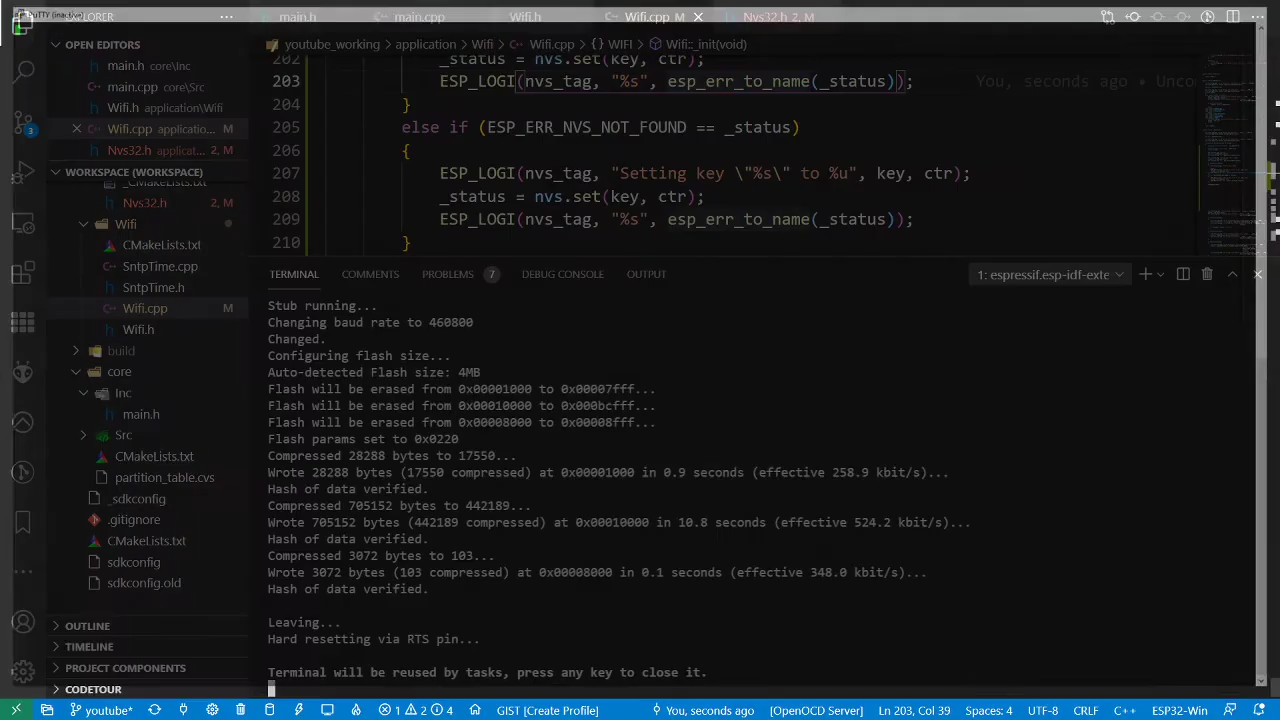 PuTTY (inactive)
EXPLORER
main.h
main.cpp
Wifi.h
Wifi.cpp M
Nvs32.h 2, M
OPEN EDITORS
main.h core\Inc
main.cpp core\Src
Wifi.h application\Wifi
Wifi.cpp applicatio... M
Nvs32.h applicat... 2, M
WORKSPACE (WORKSPACE)
CMakeLists.txt
Nvs32.h 2, M
Wifi
CMakeLists.txt
SntpTime.cpp
SntpTime.h
Wifi.cpp M
Wifi.h
build
core
Inc
main.h
Src
CMakeLists.txt
partition_table.cvs
_sdkconfig
.gitignore
CMakeLists.txt
sdkconfig
sdkconfig.old
OUTLINE
TIMELINE
PROJECT COMPONENTS
CODETOUR
3
youtube_working > application > Wifi > Wifi.cpp > {} WIFI > Wifi::_init(void)
202 _status = nvs.set(key, ctr);
203 ESP_LOGI(nvs_tag, "%s", esp_err_to_name(_status)); You, seconds ago • Unco
204 }
205 else if (ESP_ERR_NVS_NOT_FOUND == _status)
206 {
207 ESP_LOGI(nvs_tag, "Setting key \"%s\" to %u", key, ctr);
208 _status = nvs.set(key, ctr);
209 ESP_LOGI(nvs_tag, "%s", esp_err_to_name(_status));
210 }
TERMINAL COMMENTS PROBLEMS 7 DEBUG CONSOLE OUTPUT 1: espressif.esp-idf-exte
Stub running...
Changing baud rate to 460800
Changed.
Configuring flash size...
Auto-detected Flash size: 4MB
Flash will be erased from 0x00001000 to 0x00007fff...
Flash will be erased from 0x00010000 to 0x000bcfff...
Flash will be erased from 0x00008000 to 0x00008fff...
Flash params set to 0x0220
Compressed 28288 bytes to 17550...
Wrote 28288 bytes (17550 compressed) at 0x00001000 in 0.9 seconds (effective 258.9 kbit/s)...
Hash of data verified.
Compressed 705152 bytes to 442189...
Wrote 705152 bytes (442189 compressed) at 0x00010000 in 10.8 seconds (effective 524.2 kbit/s)...
Hash of data verified.
Compressed 3072 bytes to 103...
Wrote 3072 bytes (103 compressed) at 0x00008000 in 0.1 seconds (effective 348.0 kbit/s)...
Hash of data verified.
Leaving...
Hard resetting via RTS pin...
Terminal will be reused by tasks, press any key to close it.
youtube* 1 2 4 GIST [Create Profile] You, seconds ago [OpenOCD Server] Ln 203, Col 39 Spaces: 4 UTF-8 CRLF C++ ESP32-Win